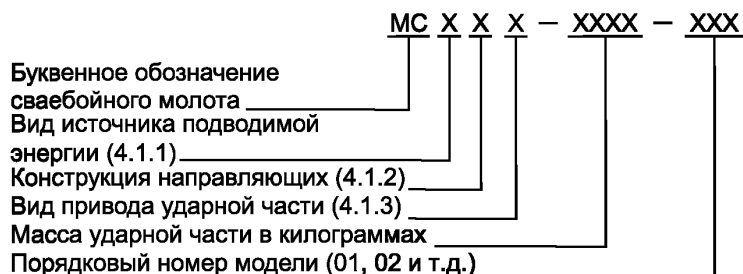 МС Х Х Х – ХХХХ – ХХХ
Буквенное обозначение
сваебойного молота
Вид источника подводимой
энергии (4.1.1)
Конструкция направляющих (4.1.2)
Вид привода ударной части (4.1.3)
Масса ударной части в килограммах
Порядковый номер модели (01, 02 и т.д.)